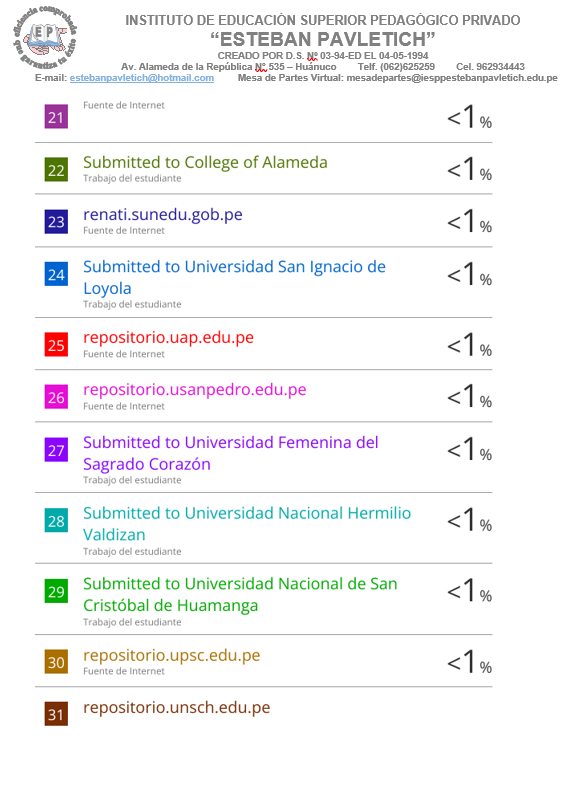 eficiencia comprobada
EPEP
que garantiza tu éxito
INSTITUTO DE EDUCACIÓN SUPERIOR PEDAGÓGICO PRIVADO
“ESTEBAN PAVLETICH”
CREADO POR D.S. Nº 03-94-ED EL 04-05-1994
Av. Alameda de la República Nº 535 – Huánuco Telf. (062)625259 Cel. 962934443
E-mail: estebanpavletich@hotmail.com Mesa de Partes Virtual: mesadepartes@iesppestebanpavletich.edu.pe
21 Fuente de Internet <1%
22 Submitted to College of Alameda <1%
Trabajo del estudiante
23 renati.sunedu.gob.pe <1%
Fuente de Internet
24 Submitted to Universidad San Ignacio de <1%
Loyola
Trabajo del estudiante
25 repositorio.uap.edu.pe <1%
Fuente de Internet
26 repositorio.usanpedro.edu.pe <1%
Fuente de Internet
27 Submitted to Universidad Femenina del <1%
Sagrado Corazón
Trabajo del estudiante
28 Submitted to Universidad Nacional Hermilio <1%
Valdizan
Trabajo del estudiante
29 Submitted to Universidad Nacional de San <1%
Cristóbal de Huamanga
Trabajo del estudiante
30 repositorio.upsc.edu.pe <1%
Fuente de Internet
31 repositorio.unsch.edu.pe